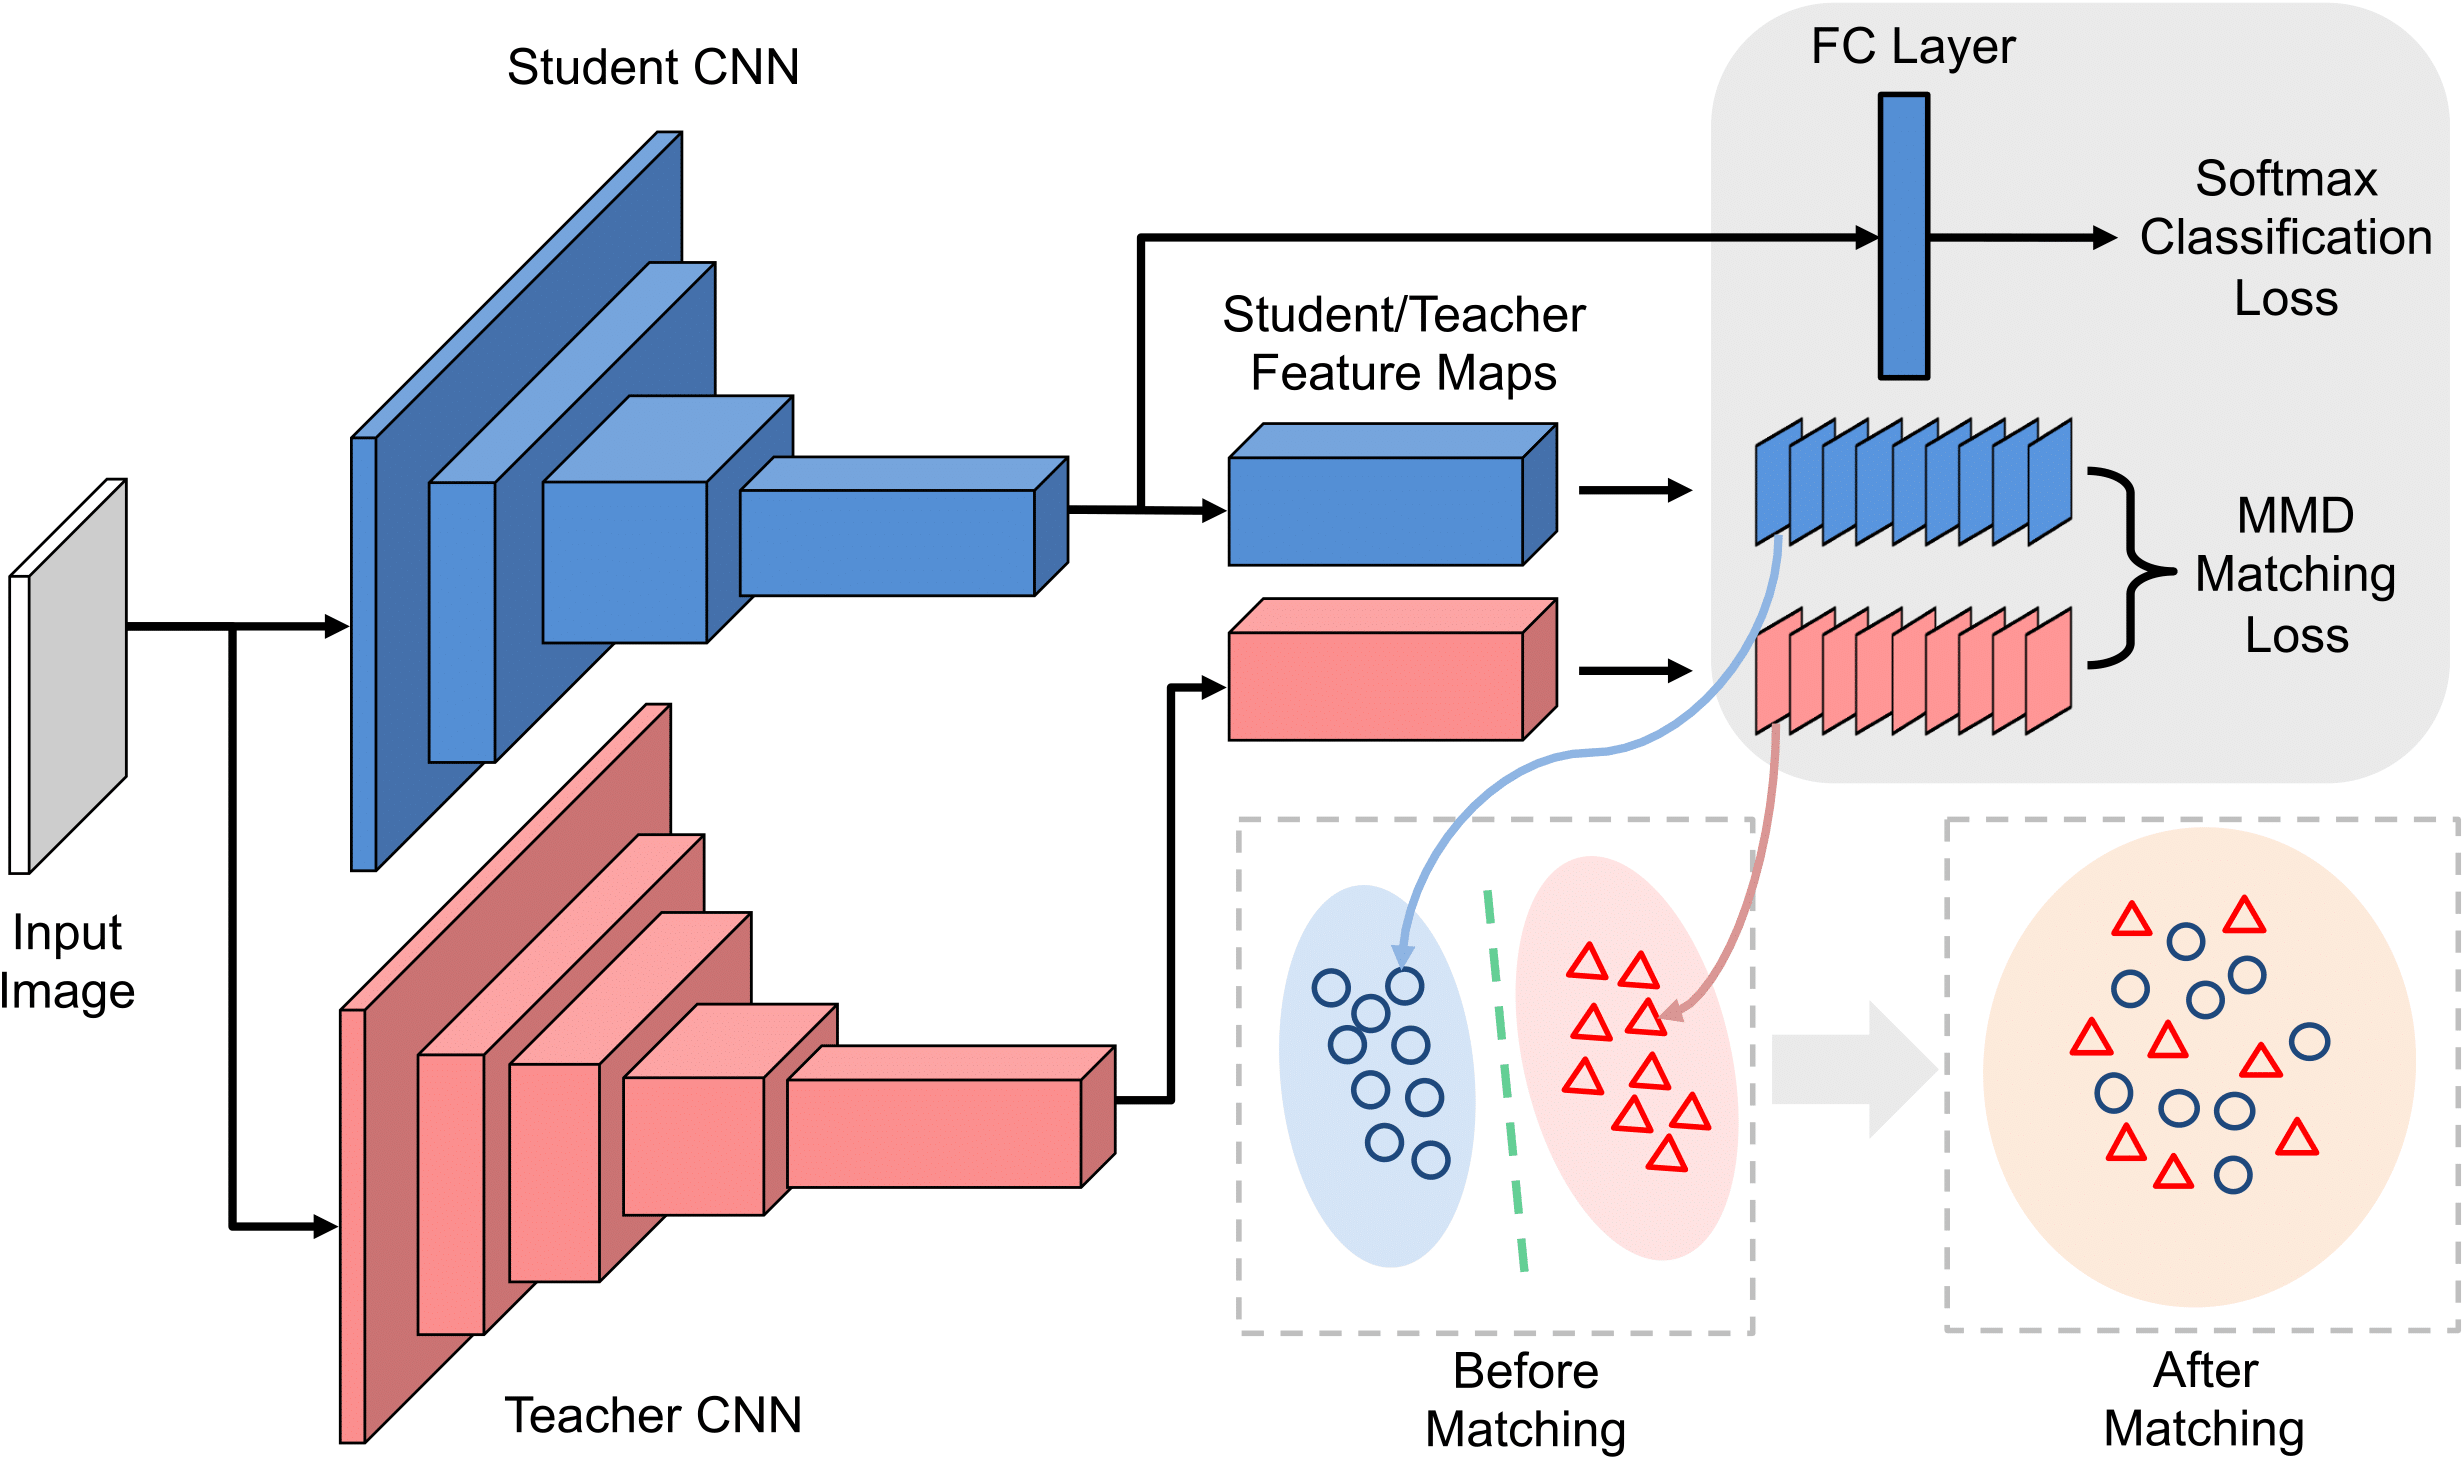 Student CNN
FC Layer
Softmax
Classification
Loss
Student/Teacher
Feature Maps
MMD
Matching
Loss
Input
Image
Before
Matching
After
Matching
Teacher CNN